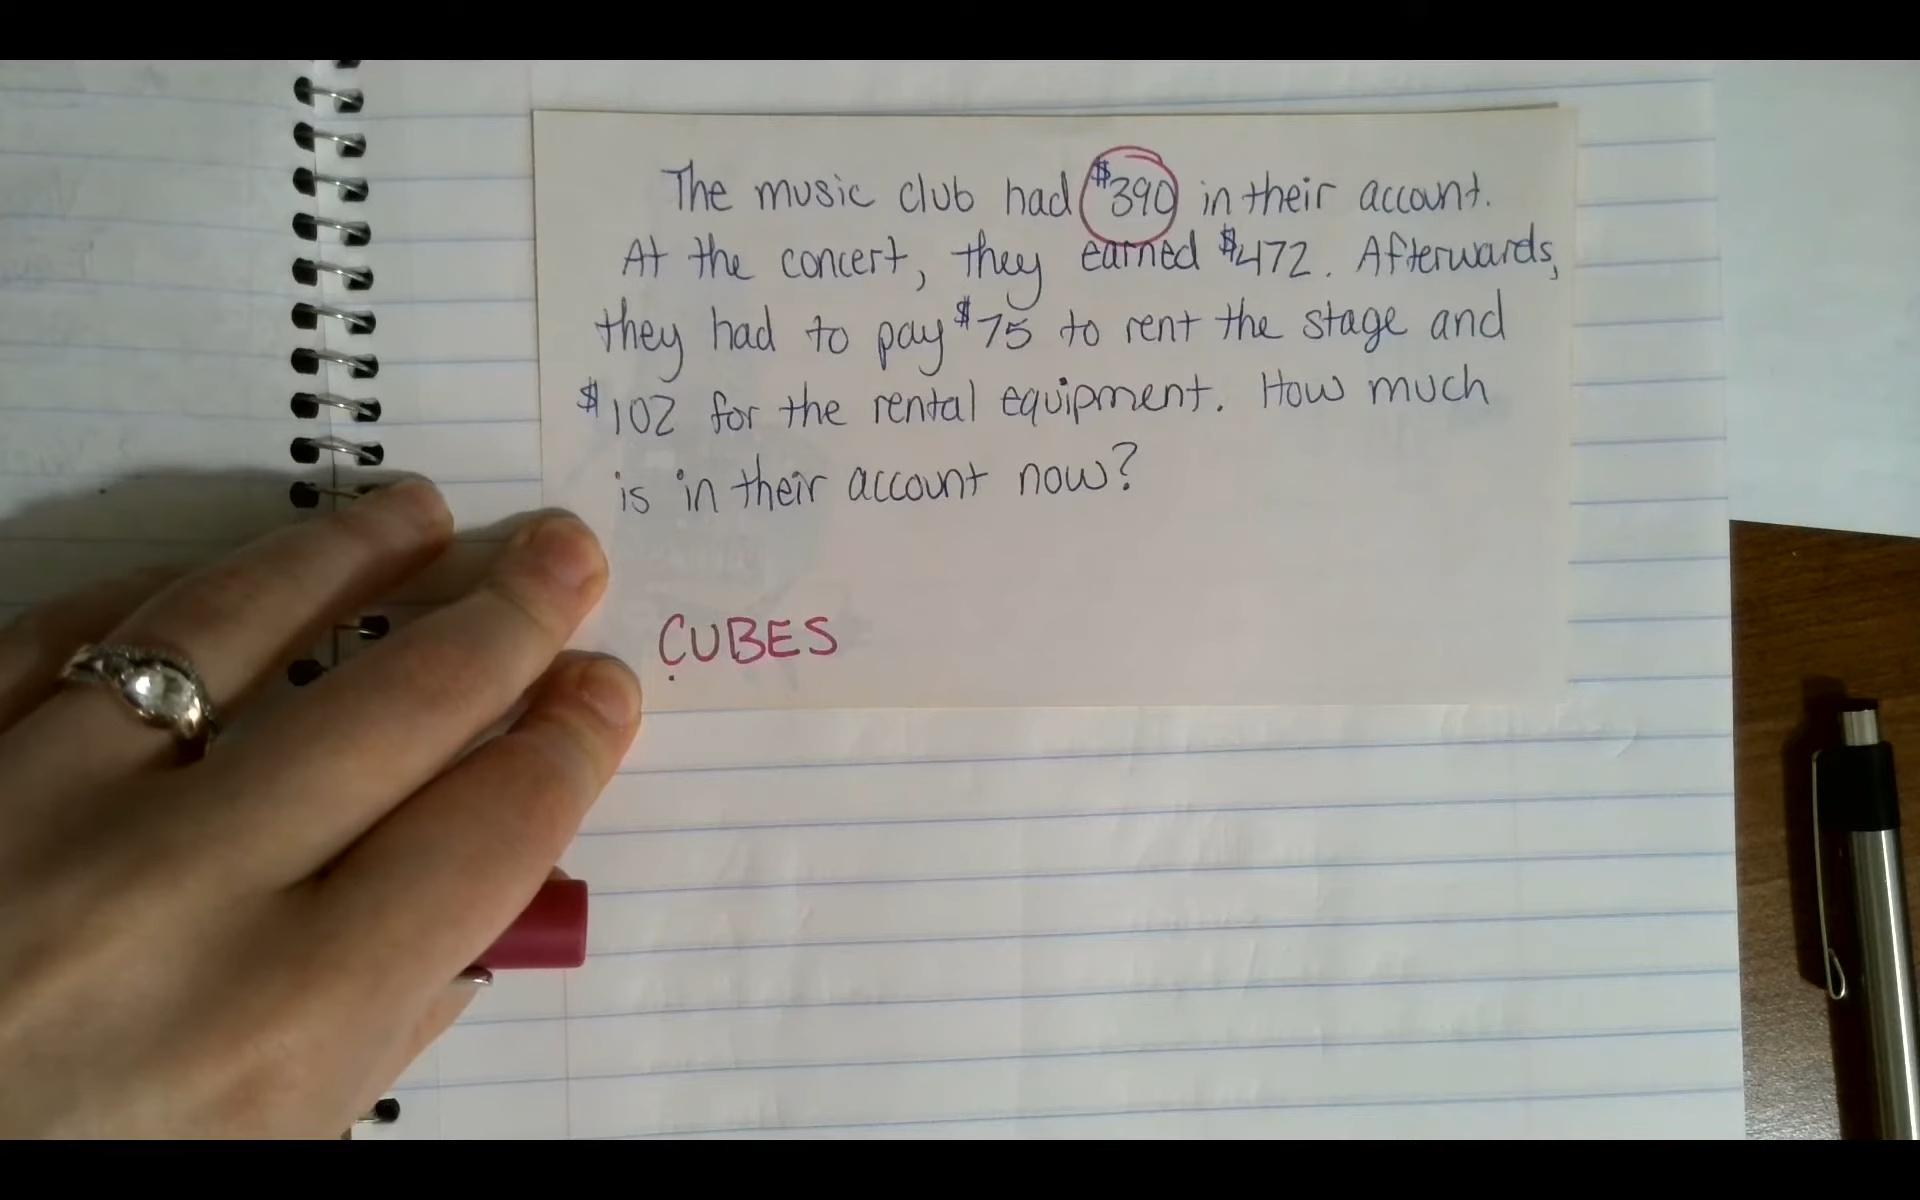 The music club had $390 in their account.
At the concert, they earned $472. Afterwards,
they had to pay $75 to rent the stage and
$102 for the rental equipment. How much
is in their account now?
CUBES